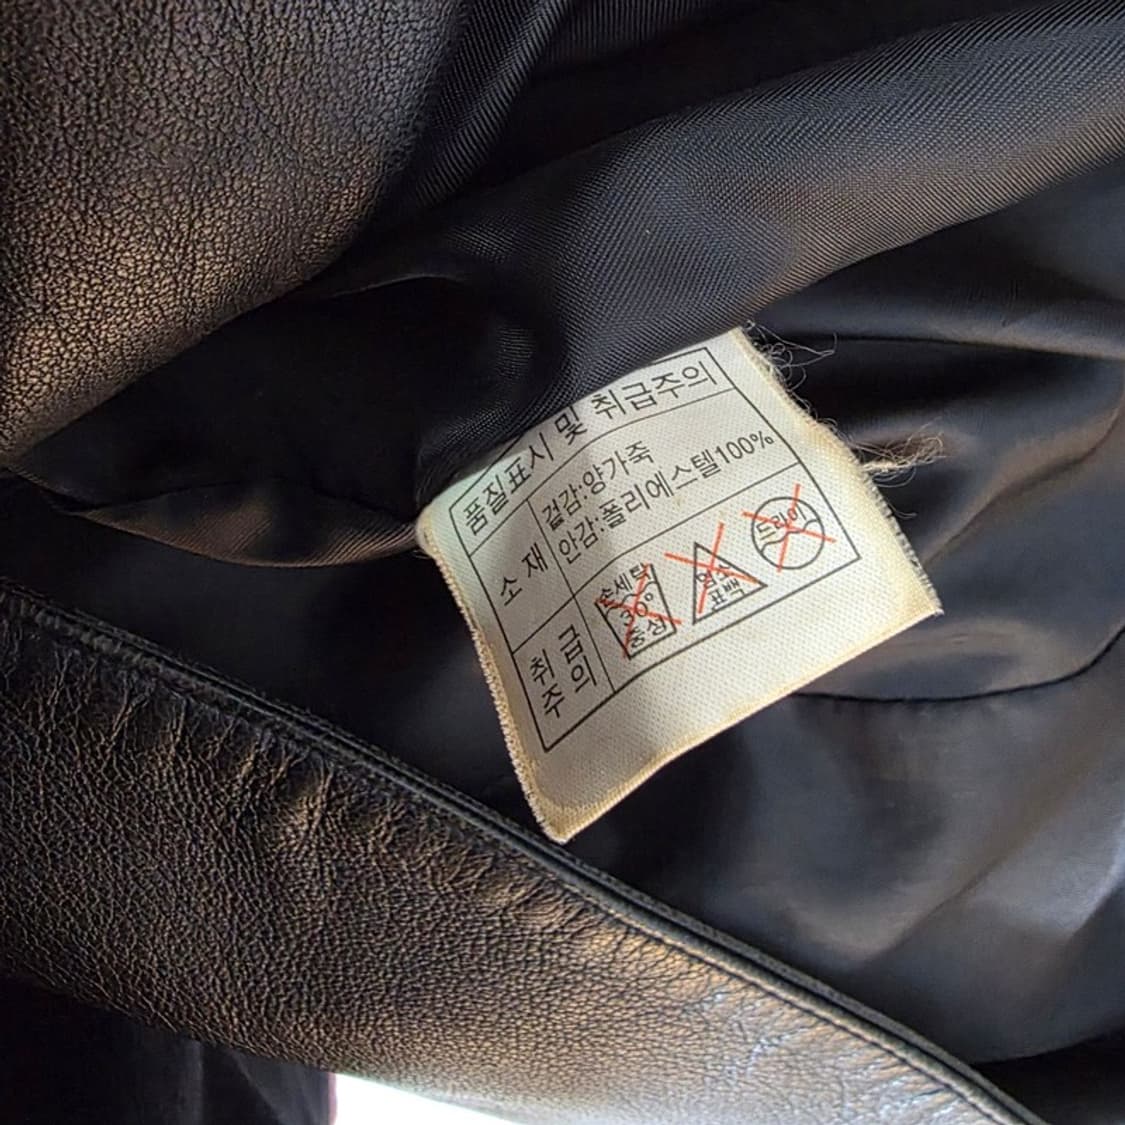 품질표시 및 취급주의
소 재
겉감:양가죽
안감:폴리에스텔100%
취 급
주 의
손세탁
30°
중성
염소
표백
드라이